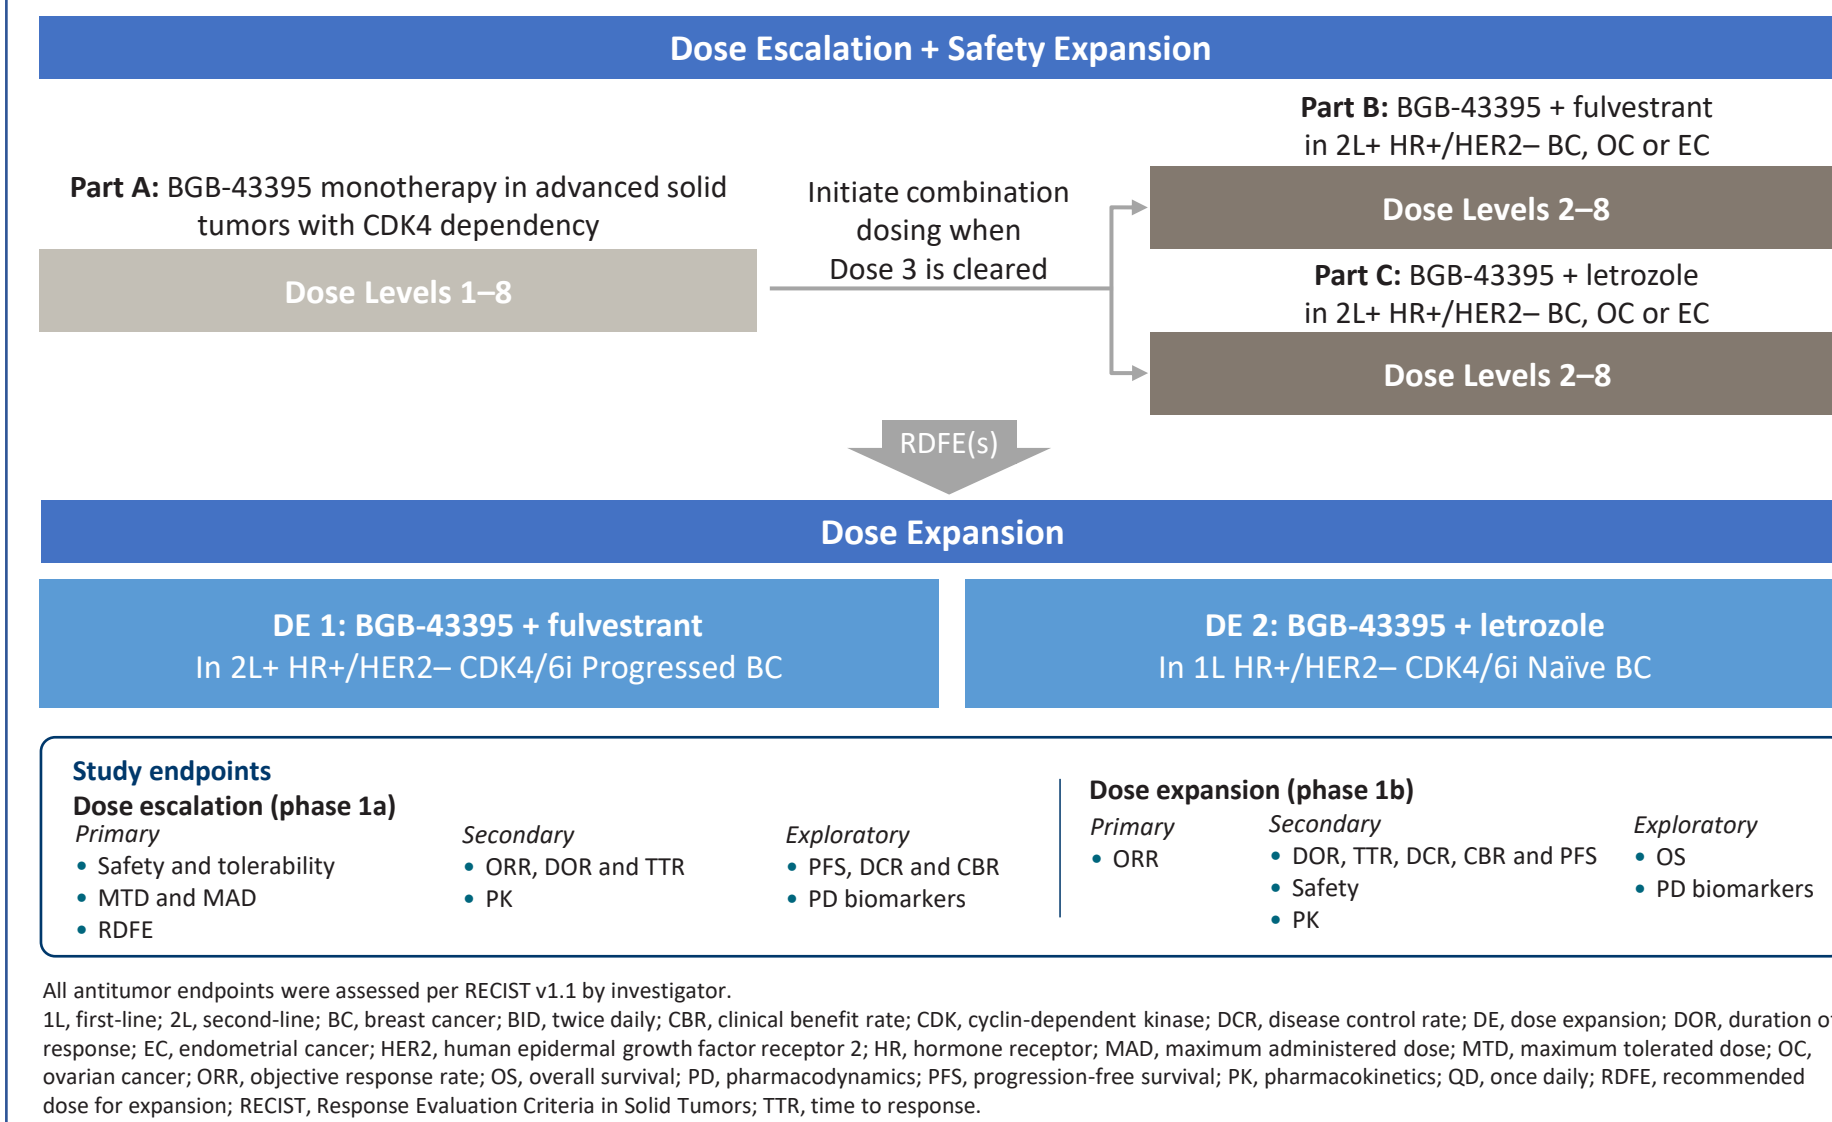 Dose Escalation + Safety Expansion
Part A: BGB-43395 monotherapy in advanced solid
tumors with CDK4 dependency
Dose Levels 1–8
Initiate combination
dosing when
Dose 3 is cleared
Part B: BGB-43395 + fulvestrant
in 2L+ HR+/HER2– BC, OC or EC
Dose Levels 2–8
Part C: BGB-43395 + letrozole
in 2L+ HR+/HER2– BC, OC or EC
Dose Levels 2–8
RDFE(s)
Dose Expansion
DE 1: BGB-43395 + fulvestrant
In 2L+ HR+/HER2– CDK4/6i Progressed BC
DE 2: BGB-43395 + letrozole
In 1L HR+/HER2– CDK4/6i Naïve BC
Study endpoints
Dose escalation (phase 1a)
Primary
• Safety and tolerability
• MTD and MAD
• RDFE
Secondary
• ORR, DOR and TTR
• PK
Exploratory
• PFS, DCR and CBR
• PD biomarkers
Dose expansion (phase 1b)
Primary
• ORR
Secondary
• DOR, TTR, DCR, CBR and PFS
• Safety
• PK
Exploratory
• OS
• PD biomarkers
All antitumor endpoints were assessed per RECIST v1.1 by investigator.
1L, first-line; 2L, second-line; BC, breast cancer; BID, twice daily; CBR, clinical benefit rate; CDK, cyclin-dependent kinase; DCR, disease control rate; DE, dose expansion; DOR, duration of
response; EC, endometrial cancer; HER2, human epidermal growth factor receptor 2; HR, hormone receptor; MAD, maximum administered dose; MTD, maximum tolerated dose; OC,
ovarian cancer; ORR, objective response rate; OS, overall survival; PD, pharmacodynamics; PFS, progression-free survival; PK, pharmacokinetics; QD, once daily; RDFE, recommended
dose for expansion; RECIST, Response Evaluation Criteria in Solid Tumors; TTR, time to response.